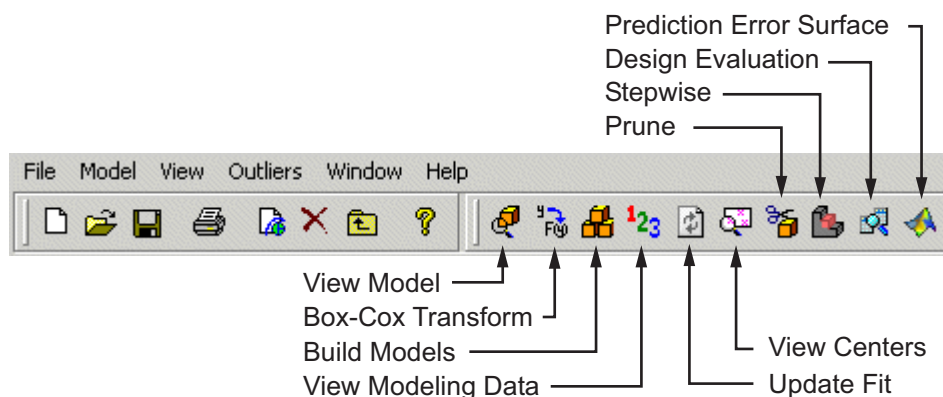 Prediction Error Surface
Design Evaluation
Stepwise
Prune
File Model View Outliers Window Help
? y F(y) 123
View Model
Box-Cox Transform
Build Models
View Modeling Data
View Centers
Update Fit